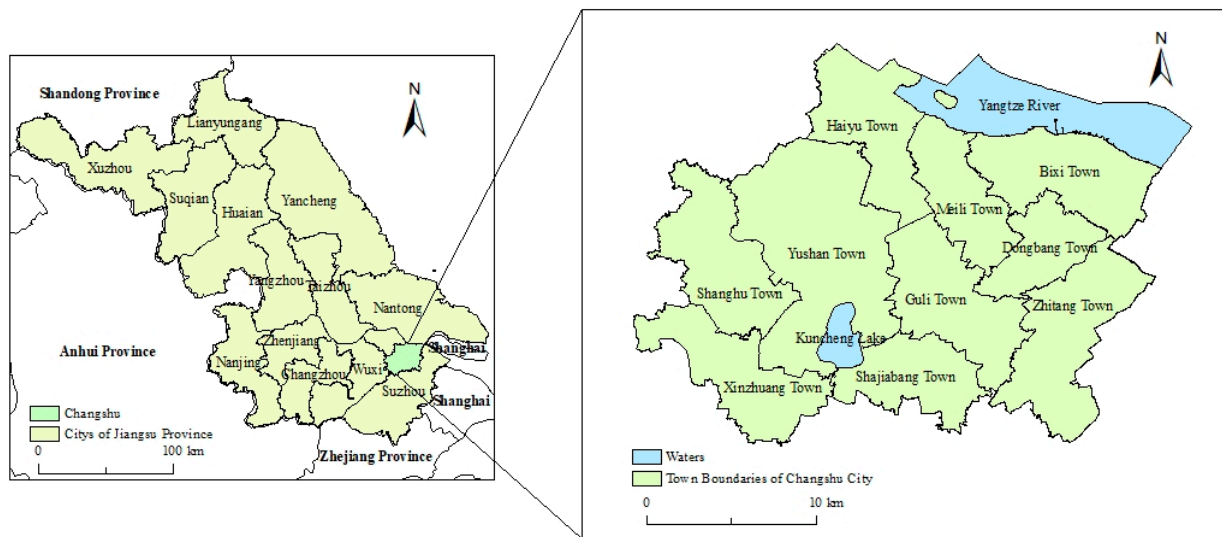 Shandong Province
N
Lianyungang
Xuzhou
Suqian
Huaian
Yancheng
Yangzhou
Taizhou
Nantong
Anhui Province
Zhenjiang
Nanjing
Changzhou
Wuxi
Shanghai
Suzhou
Shanghai
Changshu
Citys of Jiangsu Province
0 100 km
Zhejiang Province
N
Yangtze River
Haiyu Town
Bixi Town
Meili Town
Yushan Town
Dongbang Town
Shanghu Town
Guli Town
Zhitang Town
Kuncheng Lake
Xinzhuang Town
Shajiabang Town
Waters
Town Boundaries of Changshu City
0 10 km